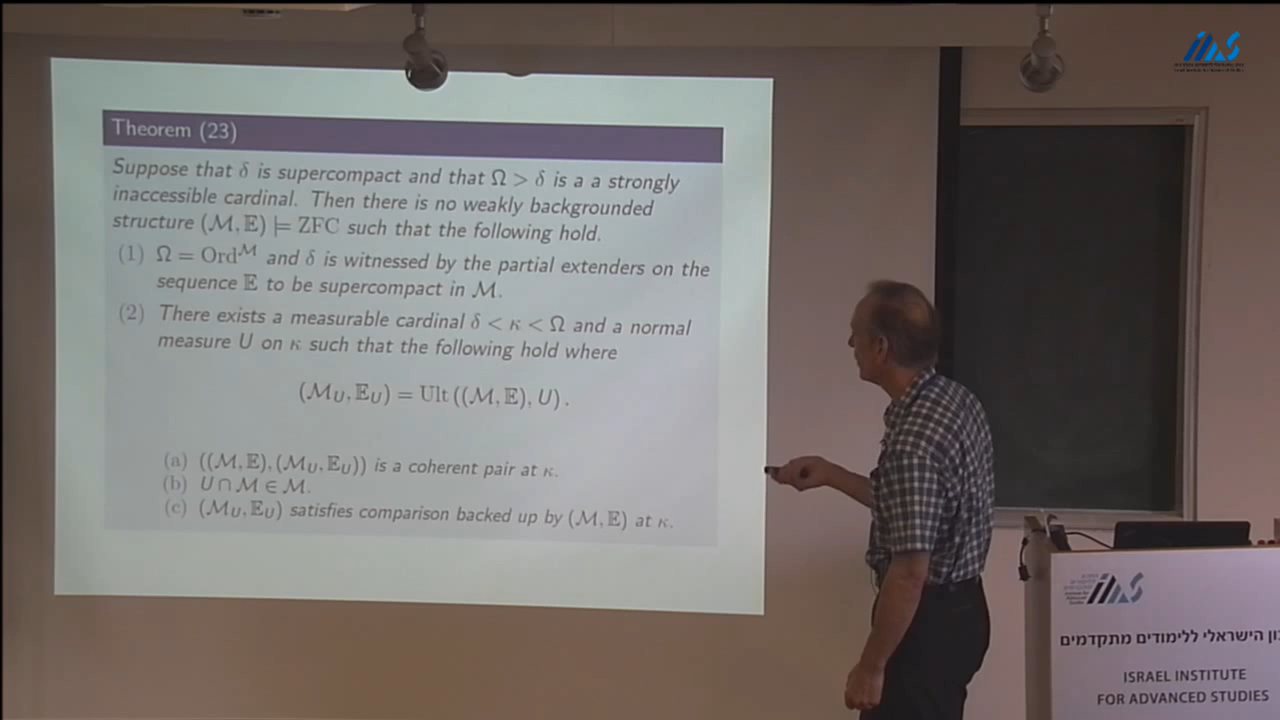 Theorem (23)
Suppose that δ is supercompact and that Ω > δ is a a strongly
inaccessible cardinal. Then there is no weakly backgrounded
structure (M, 𝔼) ⊨ ZFC such that the following hold.
(1) Ω = Ord^M and δ is witnessed by the partial extenders on the
sequence 𝔼 to be supercompact in M.
(2) There exists a measurable cardinal δ < κ < Ω and a normal
measure U on κ such that the following hold where
(M_U, 𝔼_U) = Ult ((M, 𝔼), U) .
(a) ((M, 𝔼), (M_U, 𝔼_U)) is a coherent pair at κ.
(b) U ∩ M ∈ M.
(c) (M_U, 𝔼_U) satisfies comparison backed up by (M, 𝔼) at κ.
הישראלי ללימודים מתקדמים
ISRAEL INSTITUTE
FOR ADVANCED STUDIES